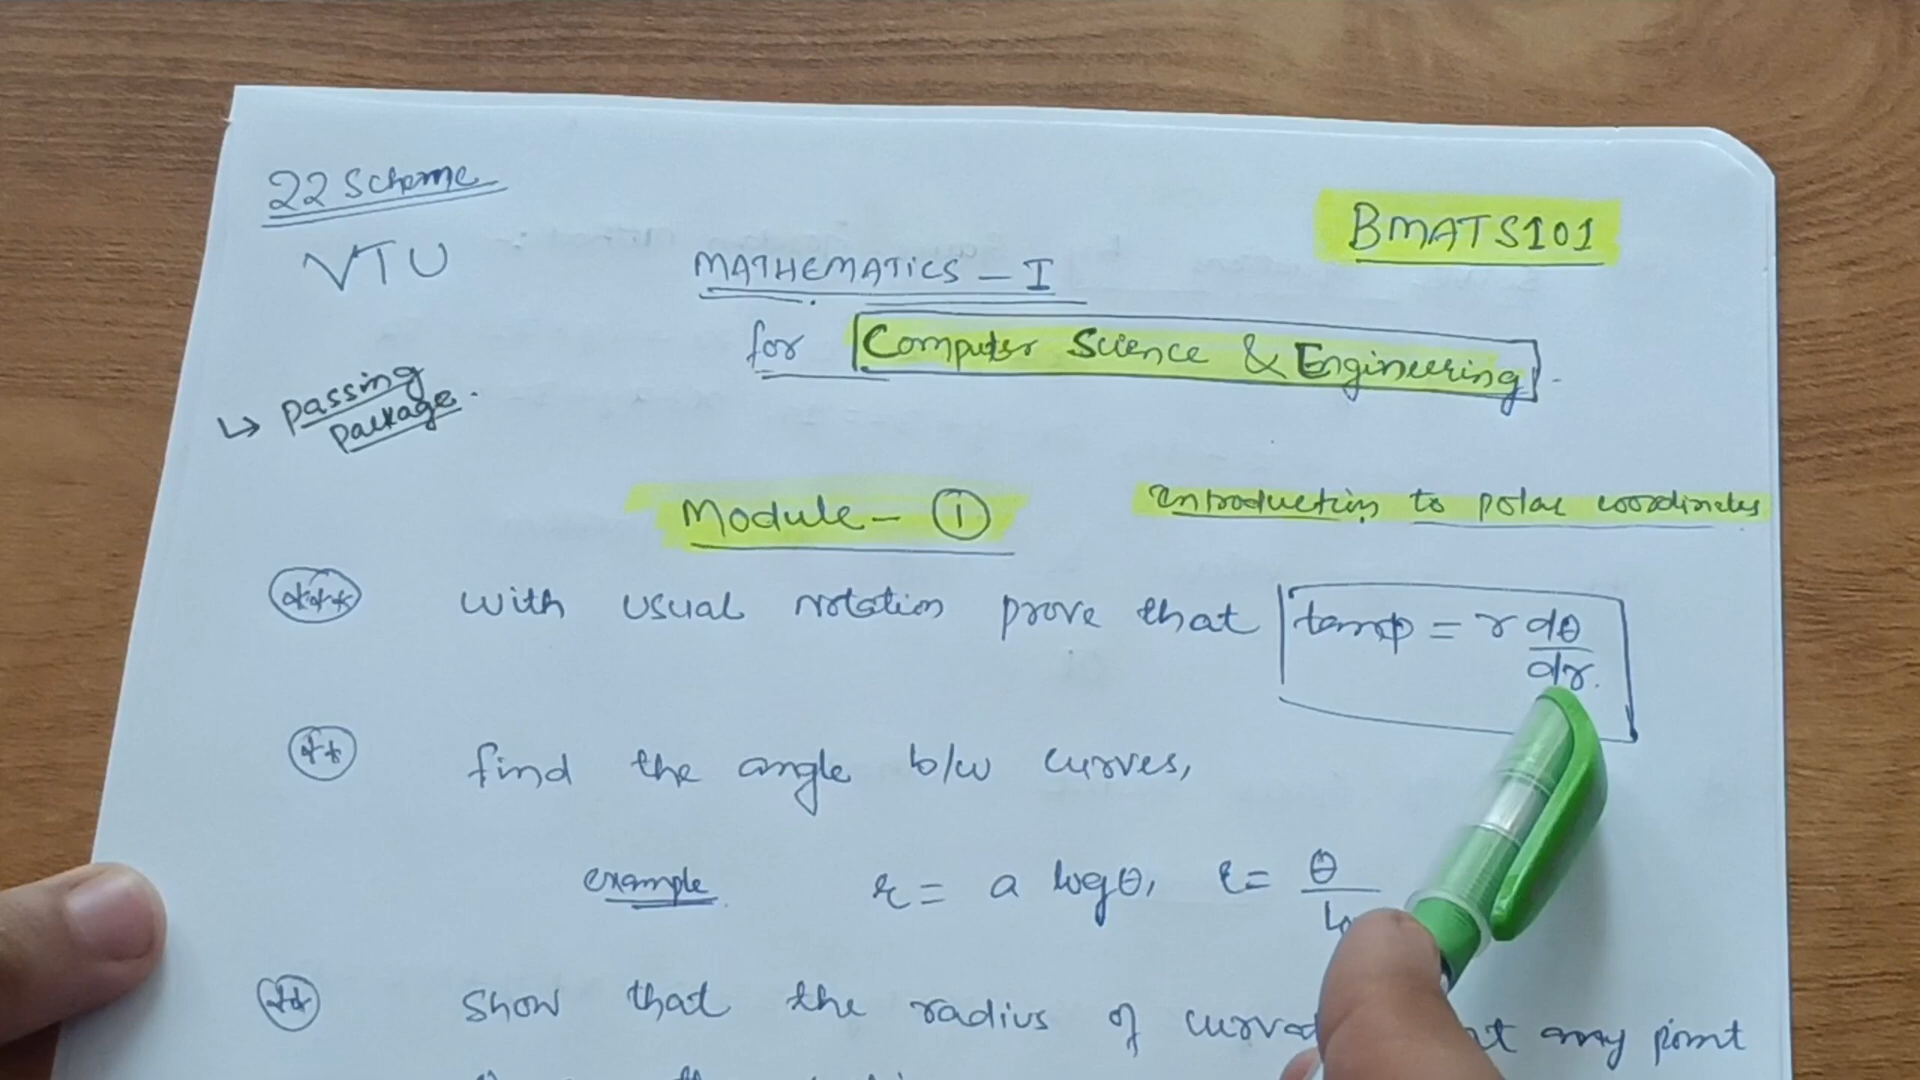 22 Scheme
VTU
BMATS101
MATHEMATICS - I
for Computer Science & Engineering
↳ passing package.
Module - ①
Introduction to polar coordinates
*** with usual notation prove that tanφ = r dθ/dr.
** find the angle b/w curves,
example r = a logθ, r = θ/
** Show that the radius of any point